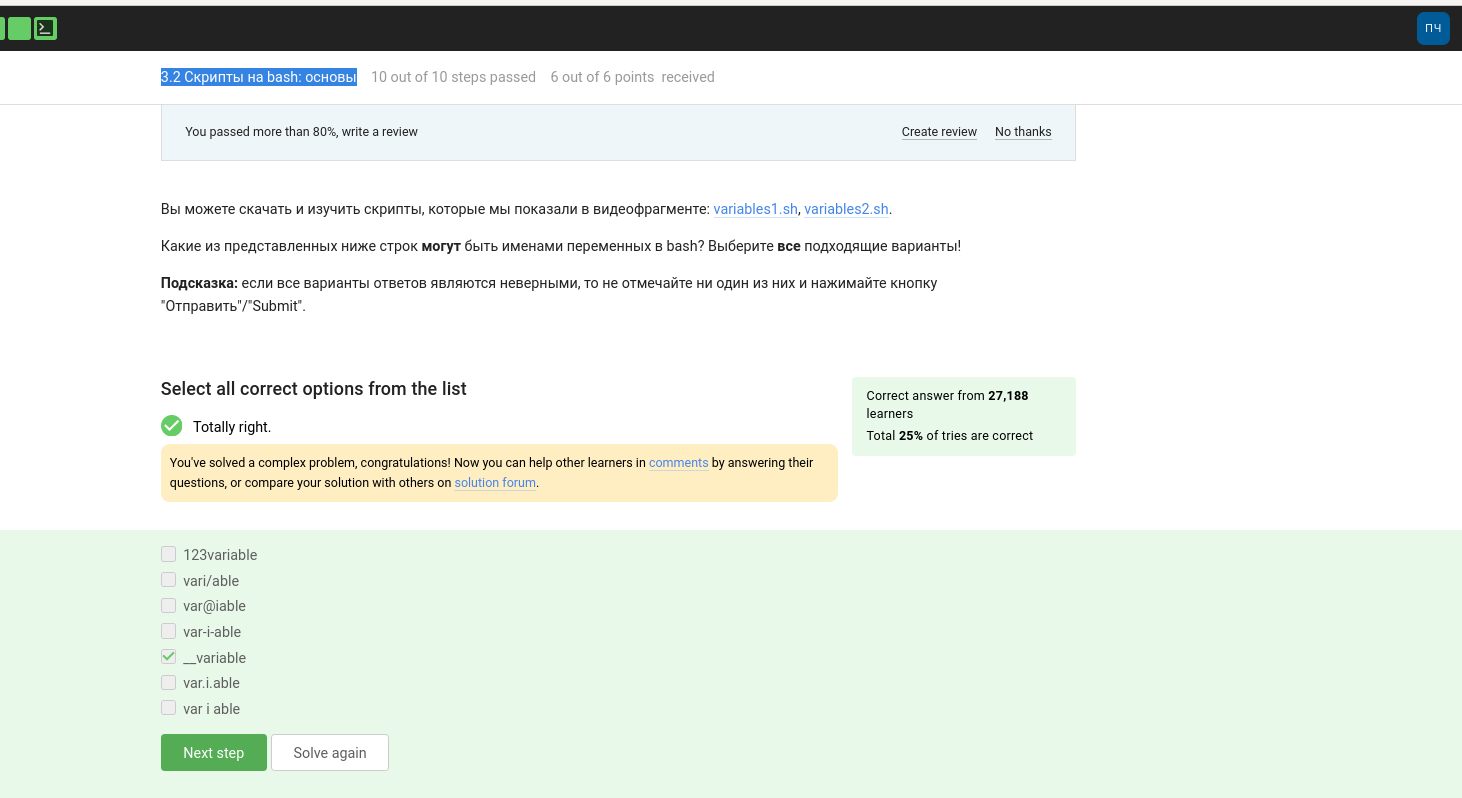 ПЧ
3.2 Скрипты на bash: основы 10 out of 10 steps passed 6 out of 6 points received
You passed more than 80%, write a review Create review No thanks
Вы можете скачать и изучить скрипты, которые мы показали в видеофрагменте: variables1.sh, variables2.sh.
Какие из представленных ниже строк могут быть именами переменных в bash? Выберите все подходящие варианты!
Подсказка: если все варианты ответов являются неверными, то не отмечайте ни один из них и нажимайте кнопку
"Отправить"/"Submit".
Select all correct options from the list
Totally right.
You've solved a complex problem, congratulations! Now you can help other learners in comments by answering their
questions, or compare your solution with others on solution forum.
Correct answer from 27,188
learners
Total 25% of tries are correct
123variable
vari/able
var@iable
var-i-able
__variable
var.i.able
var i able
Next step Solve again